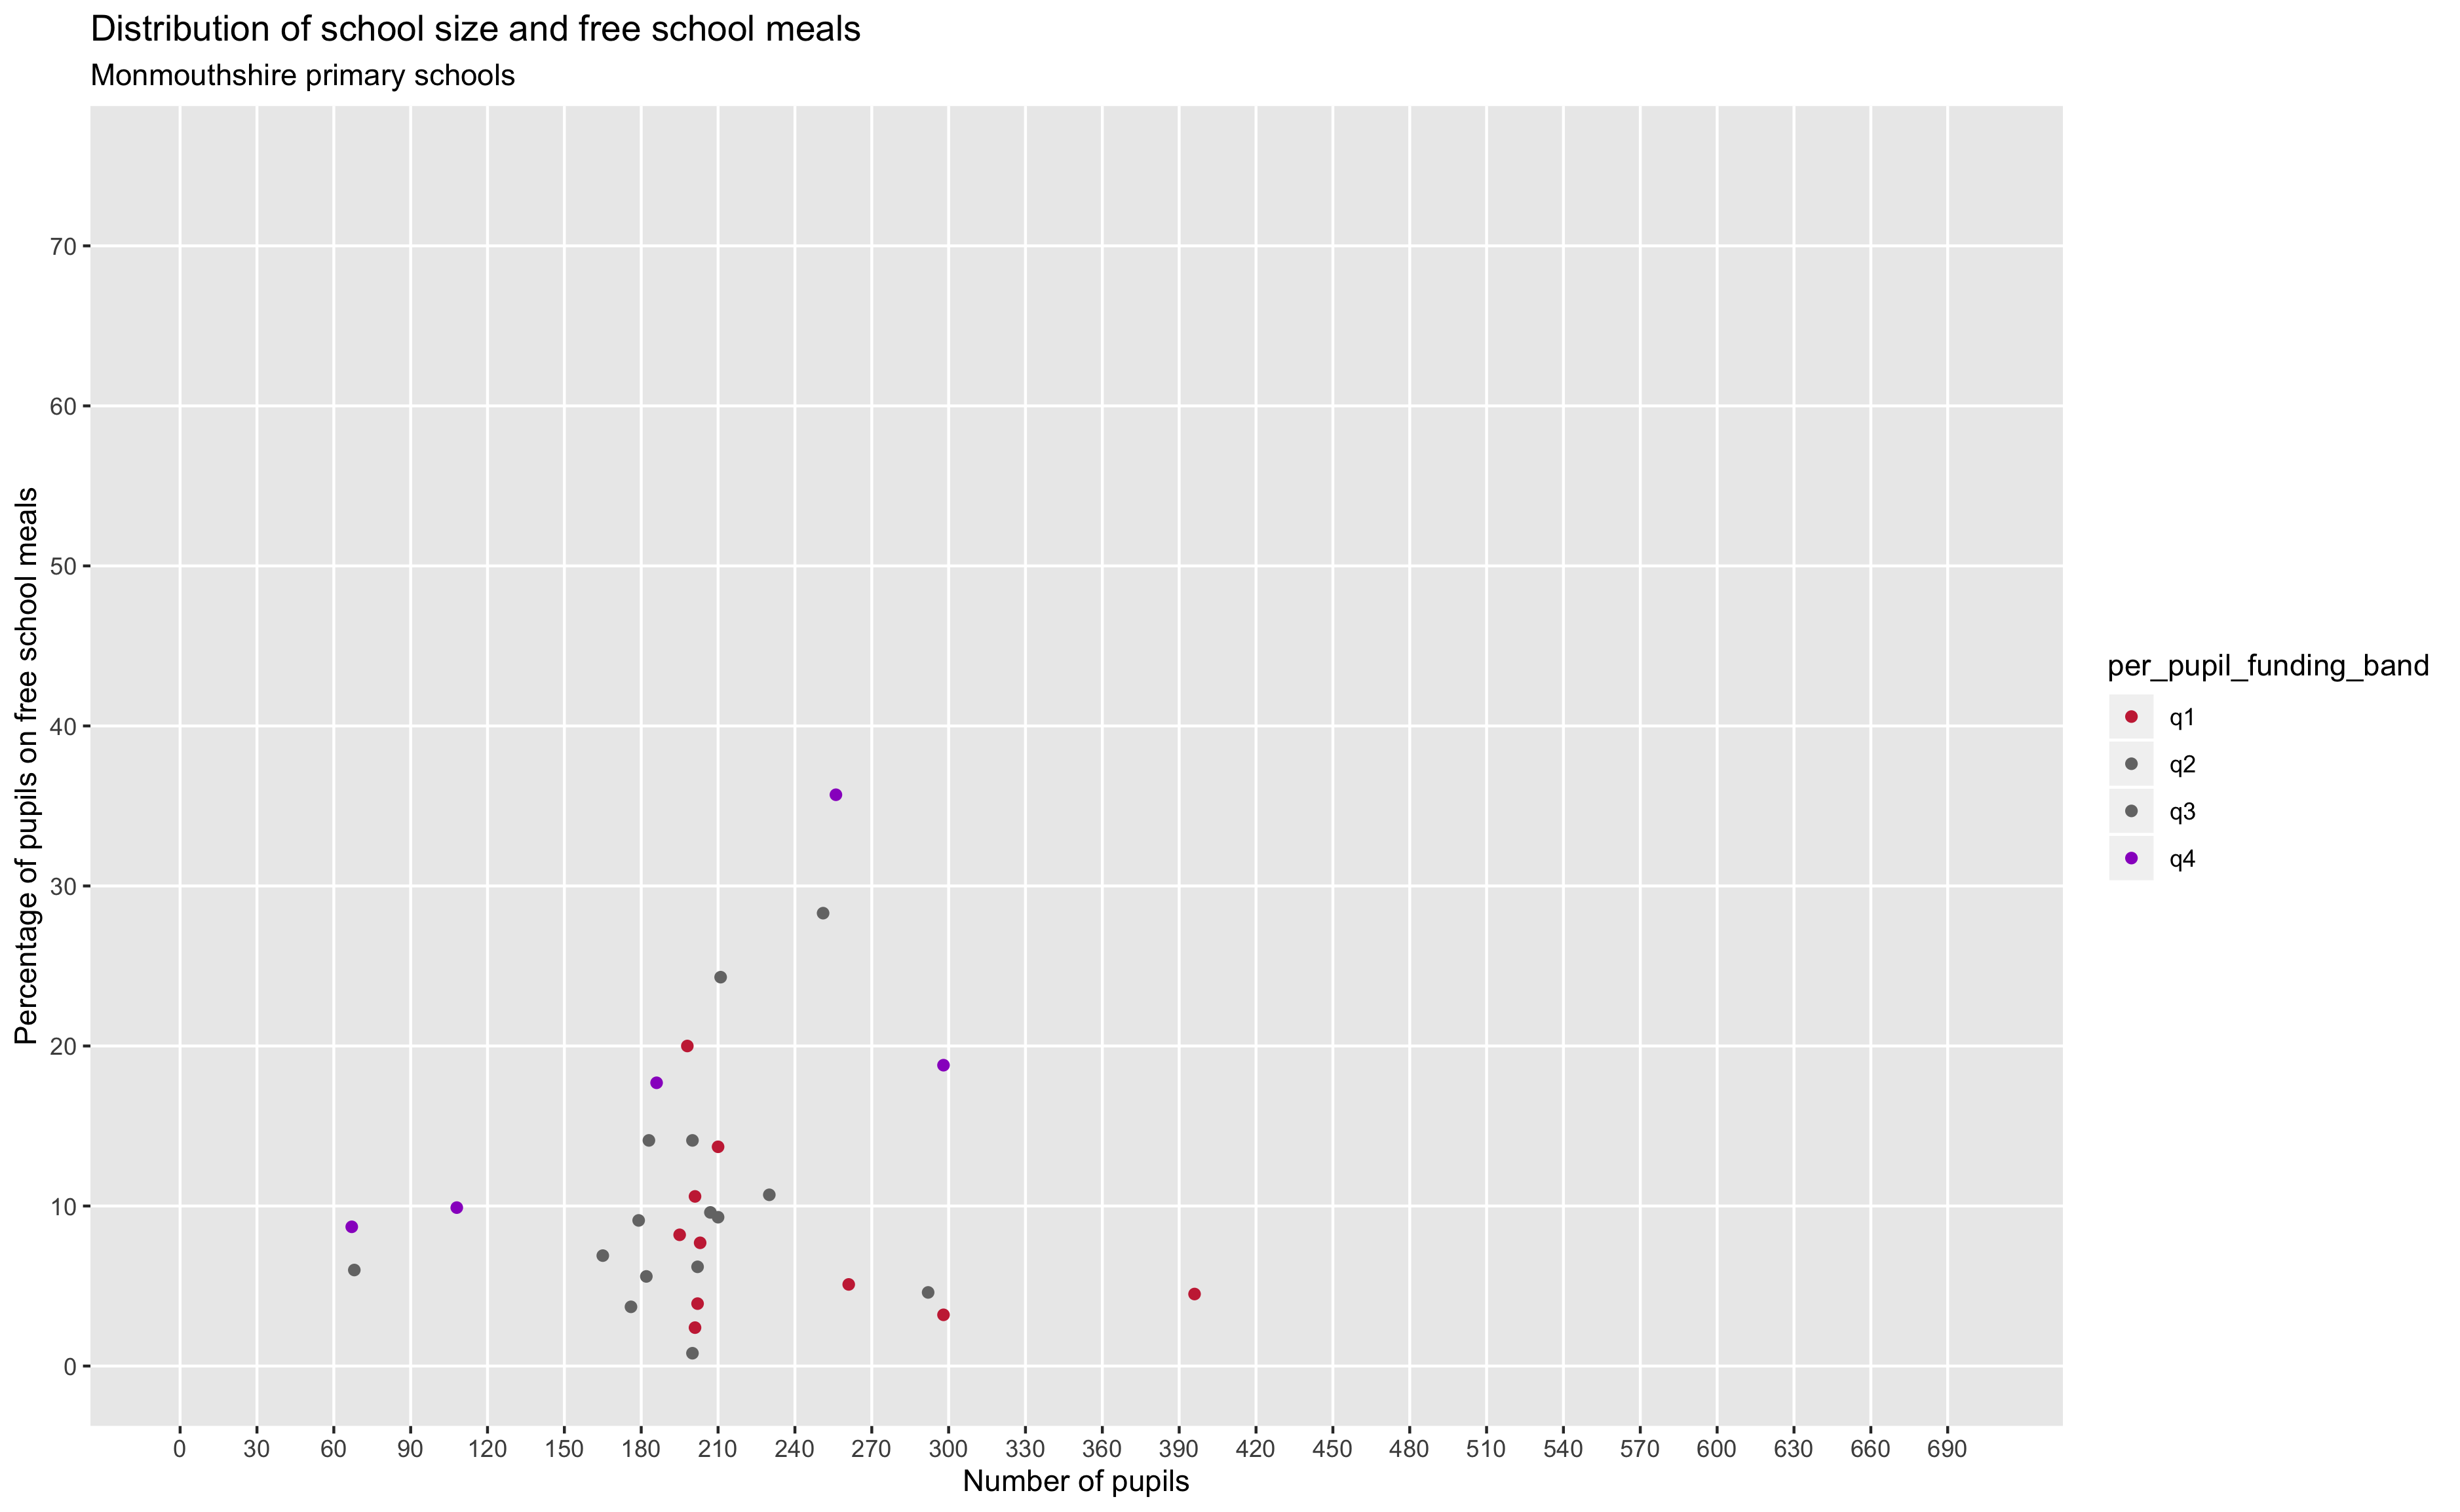 Distribution of school size and free school meals
Monmouthshire primary schools
Percentage of pupils on free school meals
70
60
50
40
30
20
10
0
0 30 60 90 120 150 180 210 240 270 300 330 360 390 420 450 480 510 540 570 600 630 660 690
Number of pupils
per_pupil_funding_band
q1
q2
q3
q4